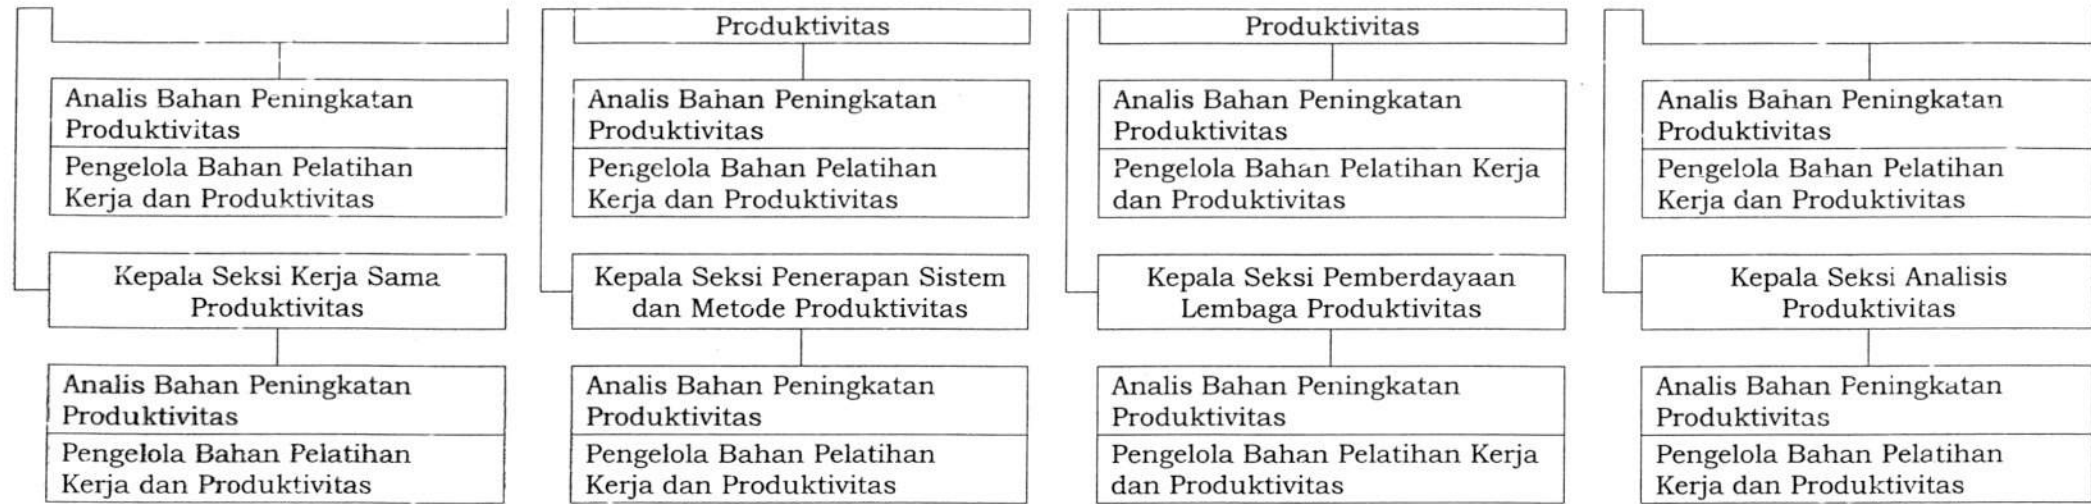 Produktivitas
Produktivitas
Analis Bahan Peningkatan
Produktivitas
Pengelola Bahan Pelatihan
Kerja dan Produktivitas
Analis Bahan Peningkatan
Produktivitas
Pengelola Bahan Pelatihan
Kerja dan Produktivitas
Analis Bahan Peningkatan
Produktivitas
Pengelola Bahan Pelatihan Kerja
dan Produktivitas
Analis Bahan Peningkatan
Produktivitas
Pengelola Bahan Pelatihan
Kerja dan Produktivitas
Kepala Seksi Kerja Sama
Produktivitas
Kepala Seksi Penerapan Sistem
dan Metode Produktivitas
Kepala Seksi Pemberdayaan
Lembaga Produktivitas
Kepala Seksi Analisis
Produktivitas
Analis Bahan Peningkatan
Produktivitas
Pengelola Bahan Pelatihan
Kerja dan Produktivitas
Analis Bahan Peningkatan
Produktivitas
Pengelola Bahan Pelatihan
Kerja dan Produktivitas
Analis Bahan Peningkatan
Produktivitas
Pengelola Bahan Pelatihan Kerja
dan Produktivitas
Analis Bahan Peningkatan
Produktivitas
Pengelola Bahan Pelatihan
Kerja dan Produktivitas